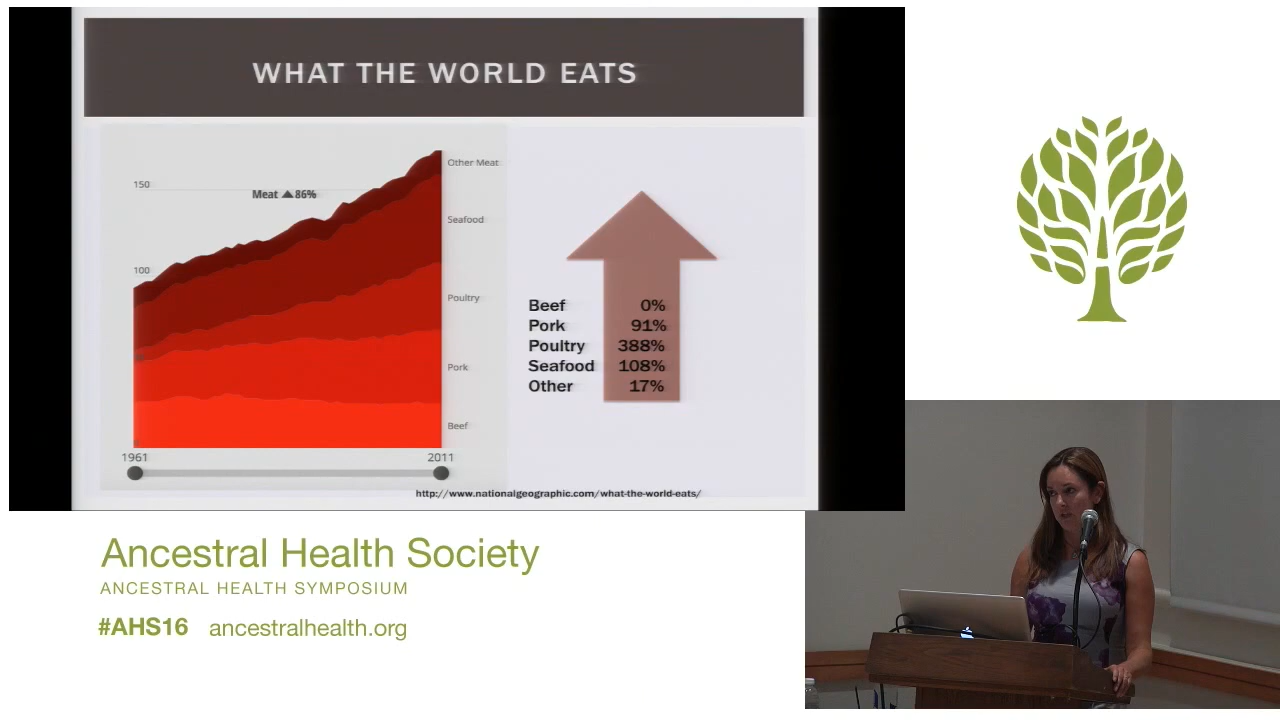 WHAT THE WORLD EATS
150
Meat ▲86%
100
Other Meat
Seafood
Poultry
Pork
Beef
1961
2011
Beef 0%
Pork 91%
Poultry 388%
Seafood 108%
Other 17%
http://www.nationalgeographic.com/what-the-world-eats/
Ancestral Health Society
ANCESTRAL HEALTH SYMPOSIUM
#AHS16 ancestralhealth.org